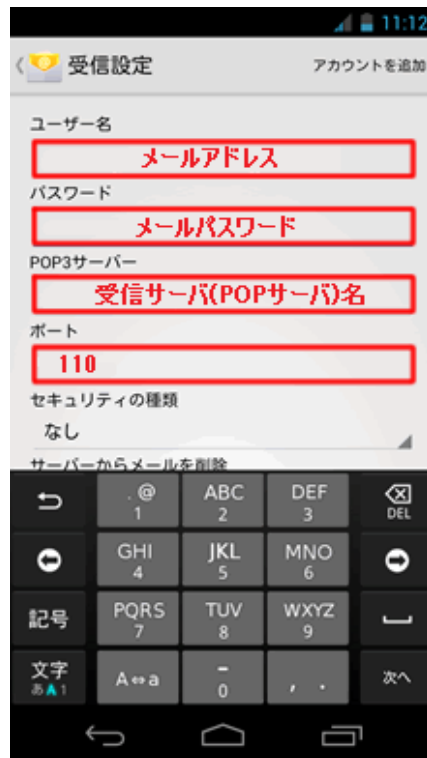 11:12
受信設定
アカウントを追加
ユーザー名
メールアドレス
パスワード
メールパスワード
POP3サーバー
受信サーバ(POPサーバ)名
ポート
110
セキュリティの種類
なし
サーバーからメールを削除
. @ ABC DEF DEL
1 2 3
GHI JKL MNO
4 5 6
記号 PQRS TUV WXYZ
7 8 9
文字 A⇔a - , . 次へ
あA1 0